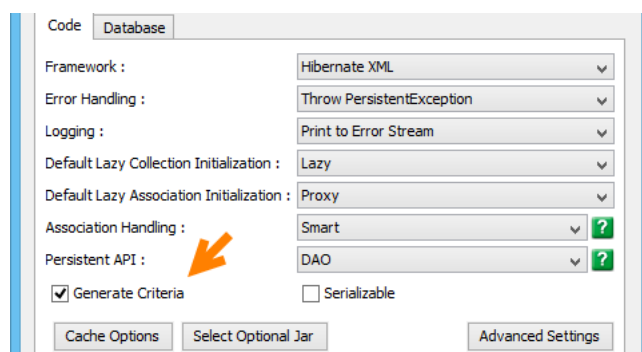 Code Database
Framework : Hibernate XML
Error Handling : Throw PersistentException
Logging : Print to Error Stream
Default Lazy Collection Initialization : Lazy
Default Lazy Association Initialization : Proxy
Association Handling : Smart ?
Persistent API : DAO ?
Generate Criteria Serializable
Cache Options Select Optional Jar Advanced Settings